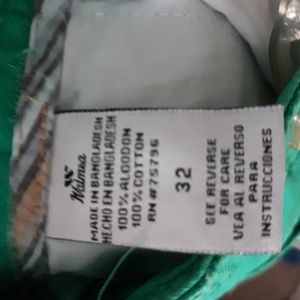 Walmea
MADE IN BANGLADESH
HECHO EN BANGLADESH
100% ALGODON
100% COTTON
RN#75796
32
SEE REVERSE
FOR CARE
VEA AL REVERSO
PARA
INSTRUCCIONES